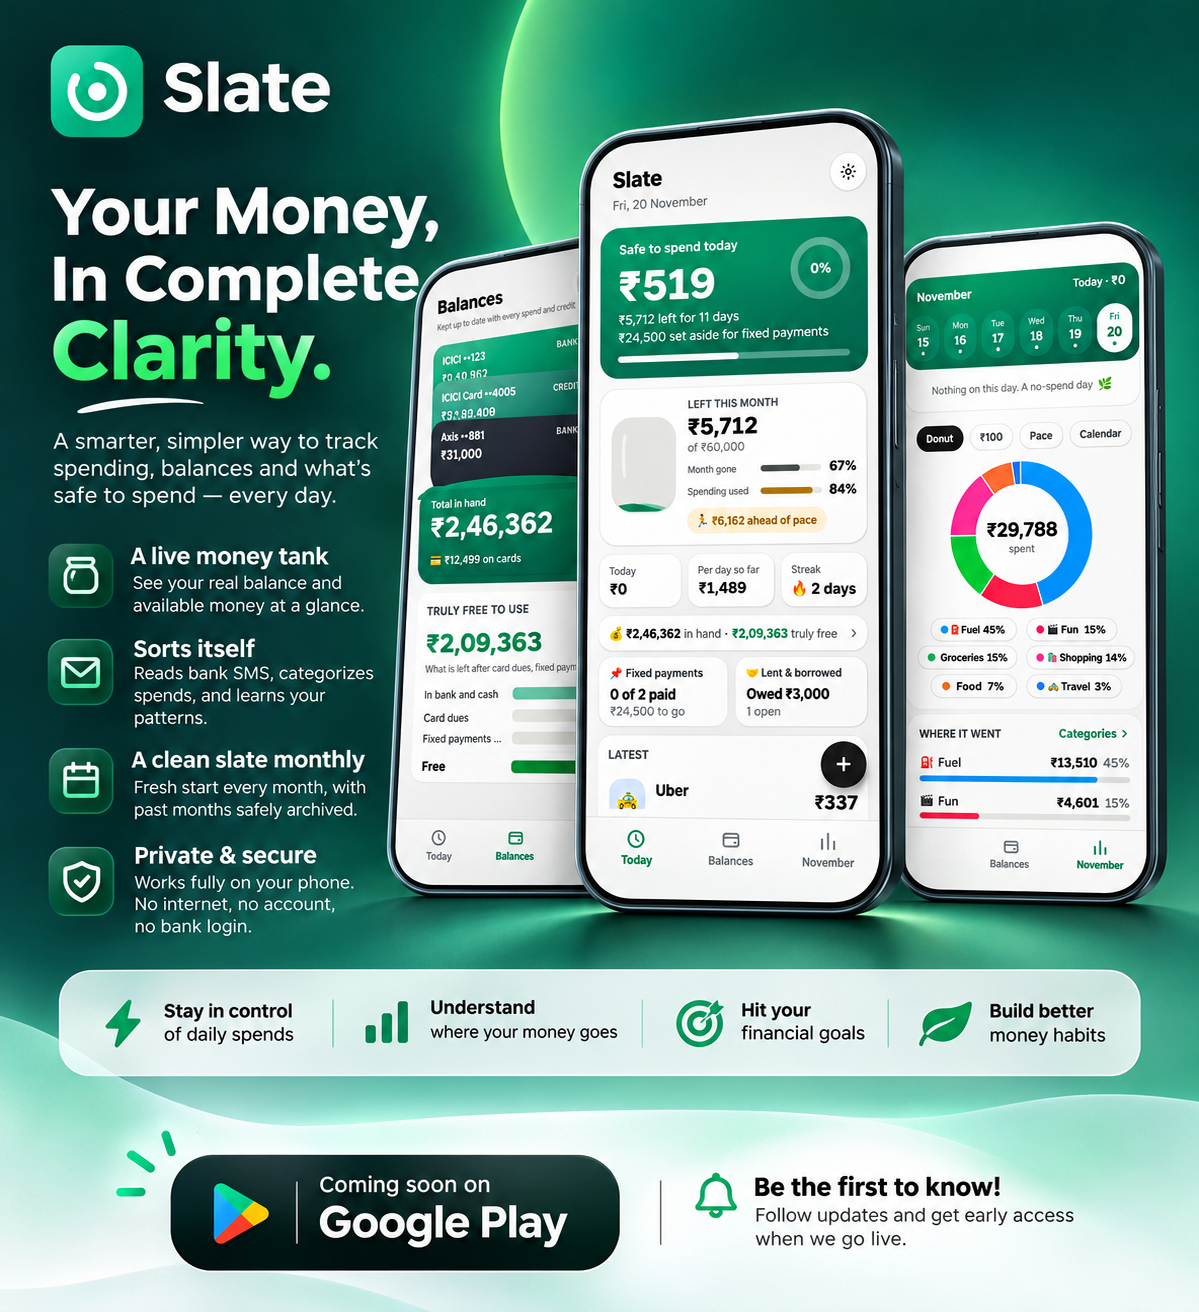 Slate
Your Money,
In Complete
Clarity.
A smarter, simpler way to track
spending, balances and what's
safe to spend — every day.
A live money tank
See your real balance and
available money at a glance.
Sorts itself
Reads bank SMS, categorizes
spends, and learns your
patterns.
A clean slate monthly
Fresh start every month, with
past months safely archived.
Private & secure
Works fully on your phone.
No internet, no account,
no bank login.
Balances
Kept up to date with every spend and credit
ICICI ••123
BANK
ICICI Card ••4005
CREDIT
Axis ••881
BANK
₹31,000
Total in hand
₹2,46,362
₹12,499 on cards
TRULY FREE TO USE
₹2,09,363
What is left after card dues, fixed paym
In bank and cash
Card dues
Fixed payments ...
Free
Today
Balances
Slate
Fri, 20 November
Safe to spend today
₹519
0%
₹5,712 left for 11 days
₹24,500 set aside for fixed payments
LEFT THIS MONTH
₹5,712
of ₹60,000
Month gone 67%
Spending used 84%
₹6,162 ahead of pace
Today
₹0
Per day so far
₹1,489
Streak
2 days
₹2,46,362 in hand · ₹2,09,363 truly free >
Fixed payments
0 of 2 paid
₹24,500 to go
Lent & borrowed
Owed ₹3,000
1 open
LATEST
+
Uber
₹337
Today
Balances
November
November
Today · ₹0
Sun 15
Mon 16
Tue 17
Wed 18
Thu 19
Fri 20
Nothing on this day. A no-spend day
Donut
₹100
Pace
Calendar
₹29,788
spent
Fuel 45%
Fun 15%
Groceries 15%
Shopping 14%
Food 7%
Travel 3%
WHERE IT WENT
Categories >
Fuel ₹13,510 45%
Fun ₹4,601 15%
Balances
November
Stay in control
of daily spends
Understand
where your money goes
Hit your
financial goals
Build better
money habits
Coming soon on
Google Play
Be the first to know!
Follow updates and get early access
when we go live.